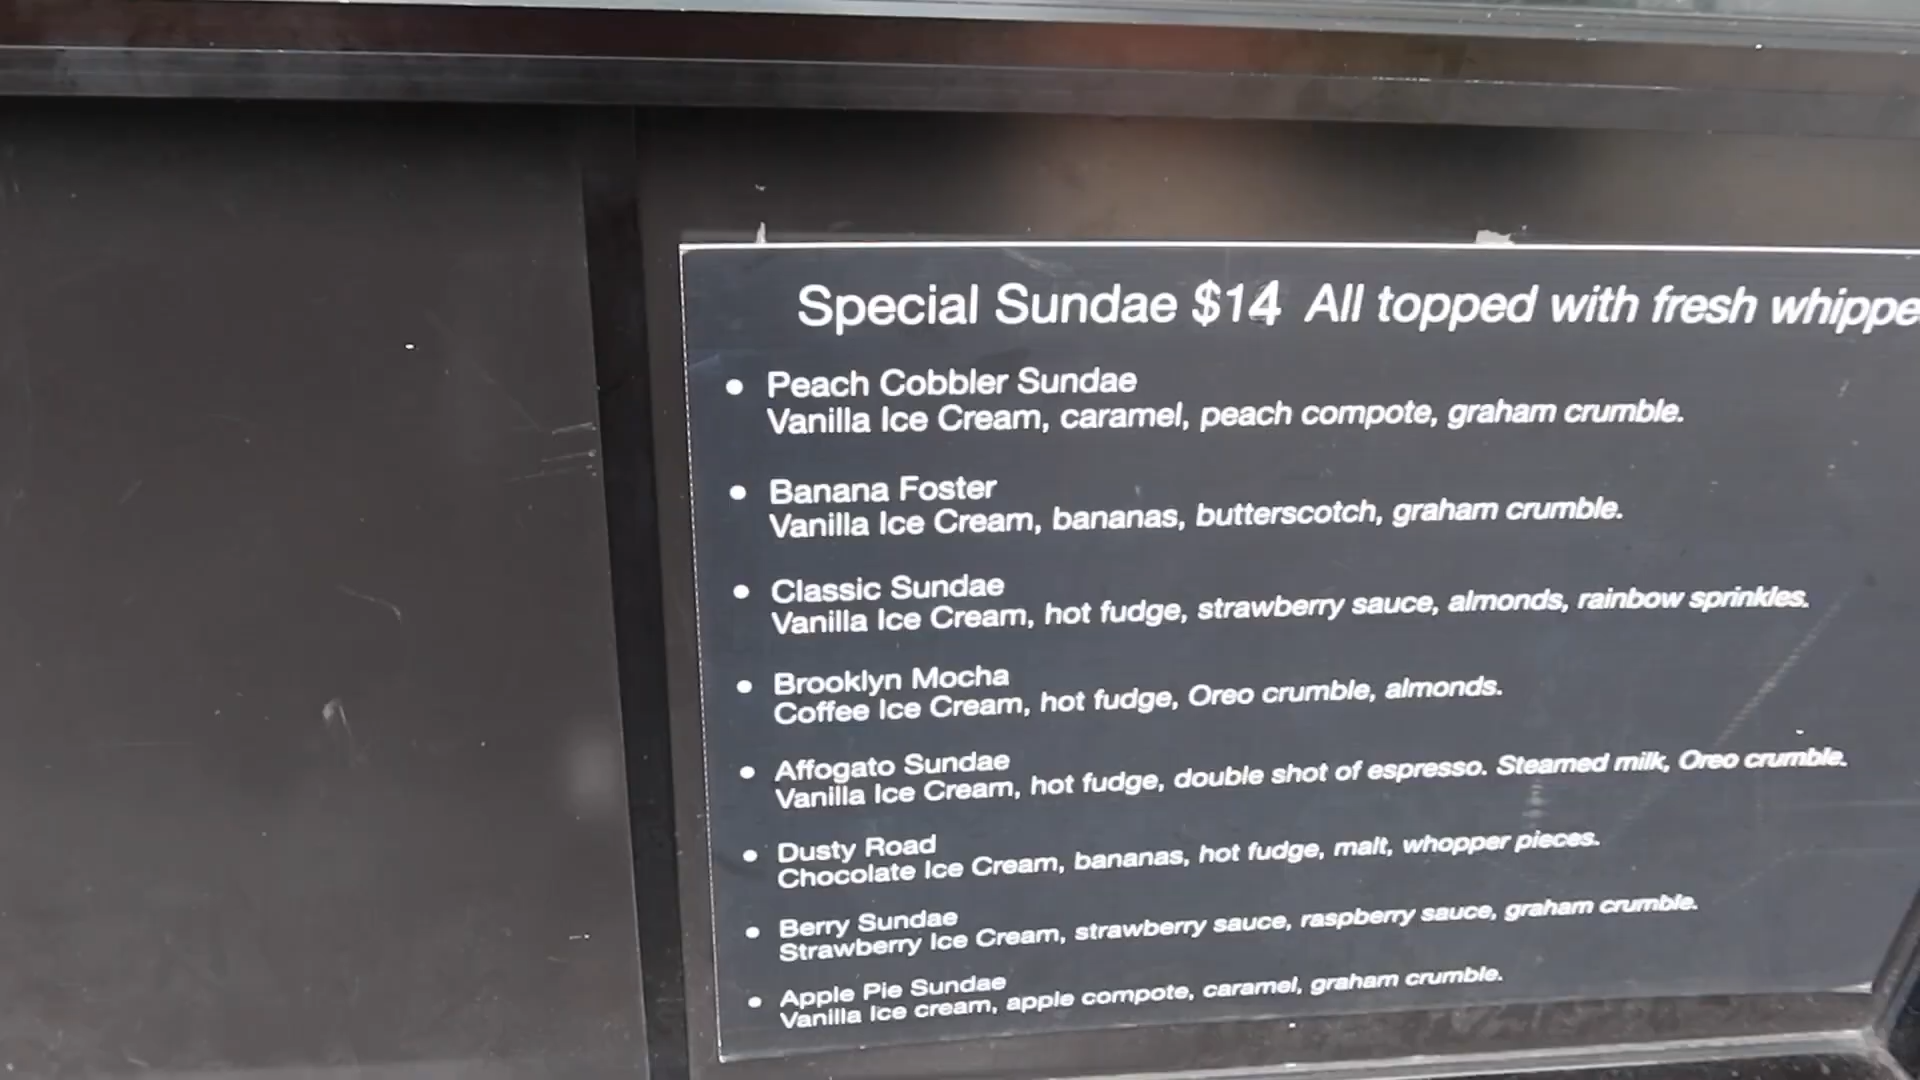 Special Sundae $14 All topped with fresh whippe
• Peach Cobbler Sundae
Vanilla Ice Cream, caramel, peach compote, graham crumble.
• Banana Foster
Vanilla Ice Cream, bananas, butterscotch, graham crumble.
• Classic Sundae
Vanilla Ice Cream, hot fudge, strawberry sauce, almonds, rainbow sprinkles.
• Brooklyn Mocha
Coffee Ice Cream, hot fudge, Oreo crumble, almonds.
• Affogato Sundae
Vanilla Ice Cream, hot fudge, double shot of espresso. Steamed milk, Oreo crumble.
• Dusty Road
Chocolate Ice Cream, bananas, hot fudge, malt, whopper pieces.
• Berry Sundae
Strawberry Ice Cream, strawberry sauce, raspberry sauce, graham crumble.
• Apple Pie Sundae
Vanilla Ice cream, apple compote, caramel, graham crumble.